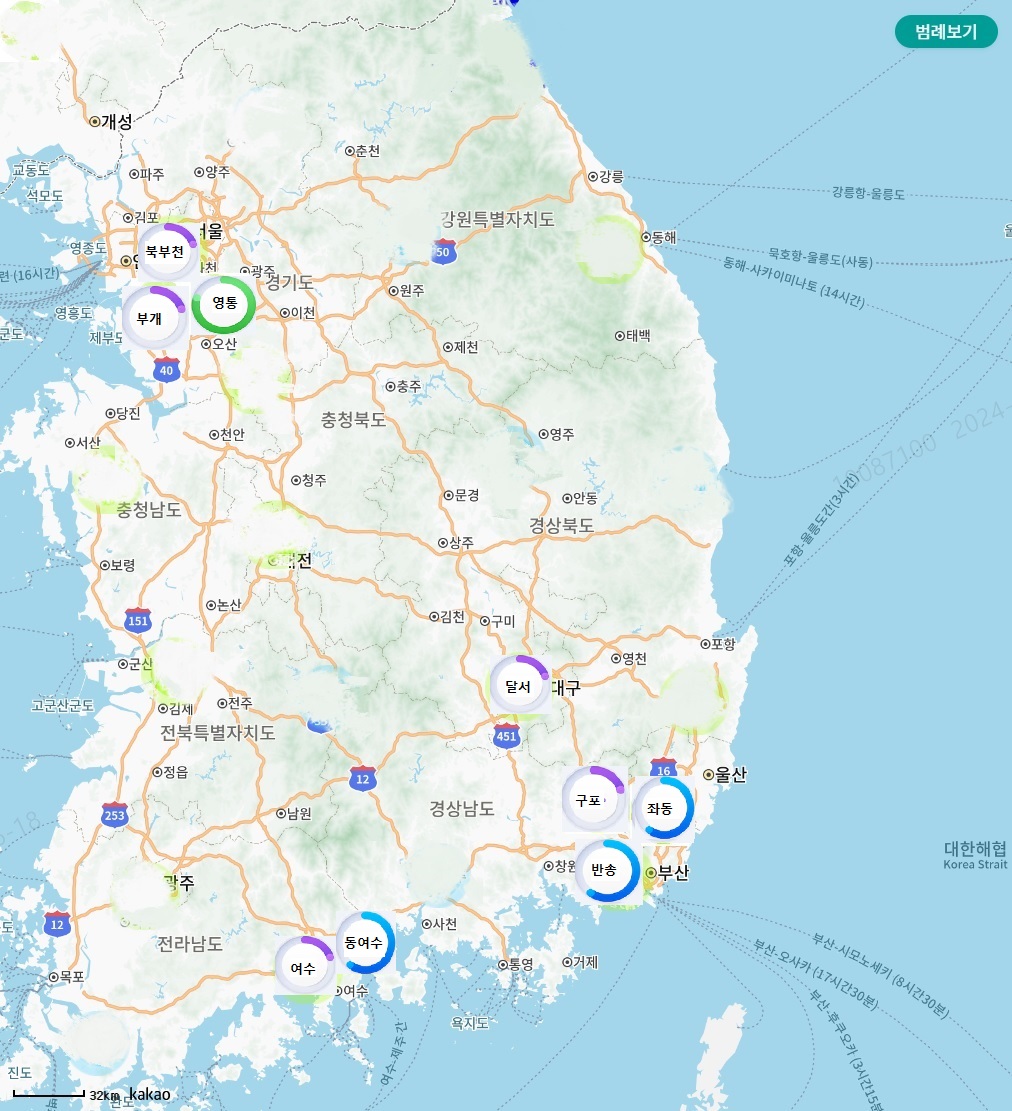 범례보기
개성
춘천
교동도
파주
양주
강릉
석모도
강릉항-울릉도
김포
강원특별자치도
북부천
동해
영종도
50
묵호항-울릉도(사동)
광주
(16시간)
경기도
동해-사카이미나토 (14시간)
원주
영통
영흥도
부개
이천
제부도
오산
태백
제천
40
충주
당진
충청북도
2024
천안
영주
서산
10087100
청주
문경
안동
충청남도
경상북도
포항-울릉도간(3시간)
상주
보령
논산
151
김천
구미
포항
군산
영천
달서
대구
고군산군도
김제
전주
전북특별자치도
451
정읍
12
16
울산
구포
좌동
253
남원
경상남도
대한해협
Korea Strait
창원
반송
부산
광주
12
사천
전라남도
동여수
부산-시모노세키 (8시간30분)
부산-오사카 (17시간30분)
여수
통영
거제
목포
여수
욕지도
부산-후쿠오카 (3시간15분
여수-제주 간
진도
32km
kakao
완도